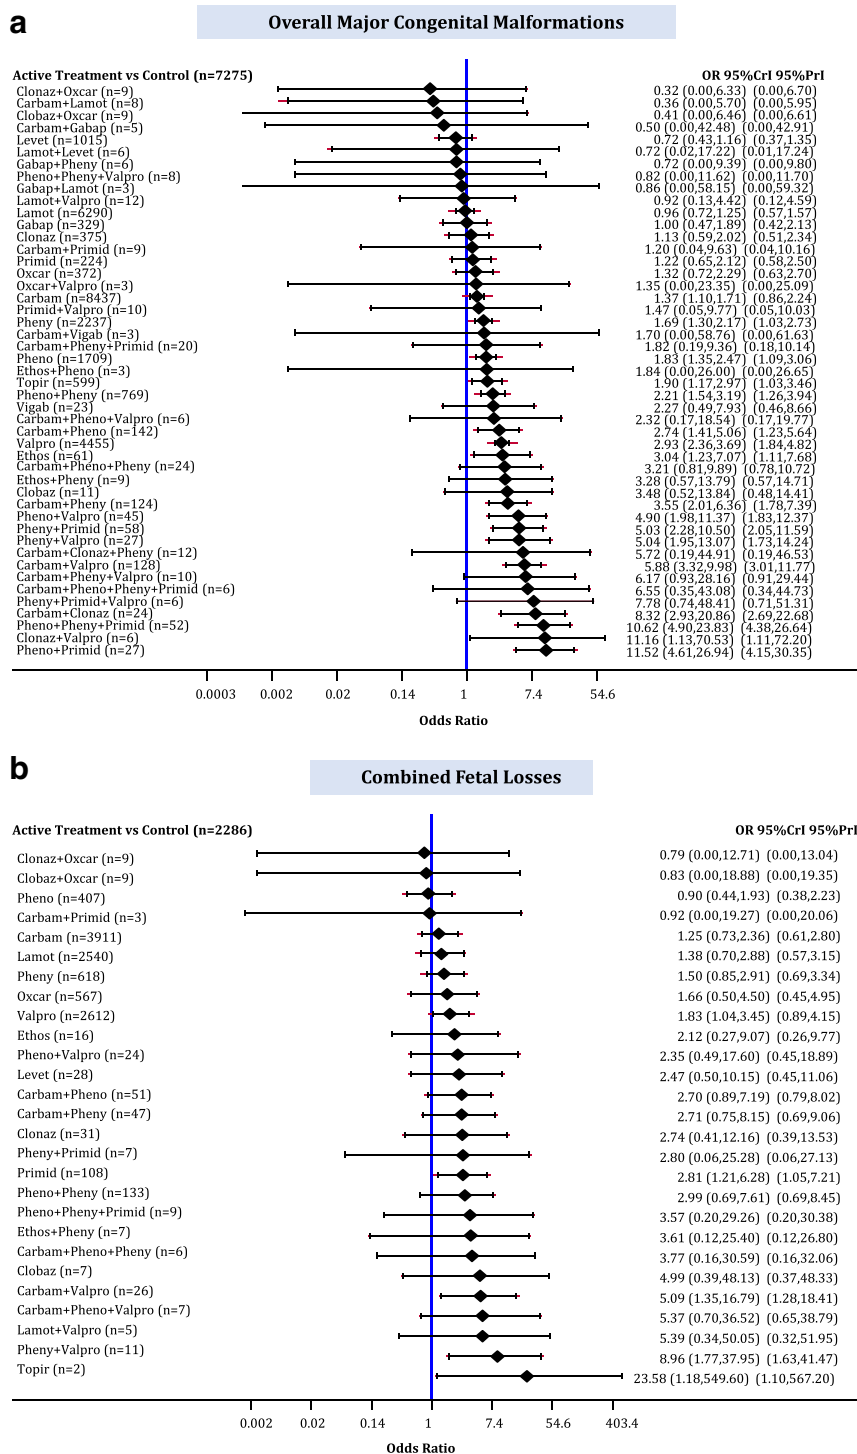 a
Overall Major Congenital Malformations
Active Treatment vs Control (n=7275) OR 95%CrI 95%PrI
Clonaz+Oxcar (n=9) 0.32 (0.00,6.33) (0.00,6.70)
Carbam+Lamot (n=8) 0.36 (0.00,5.70) (0.00,5.95)
Clobaz+Oxcar (n=9) 0.41 (0.00,6.46) (0.00,6.61)
Carbam+Gabap (n=5) 0.50 (0.00,42.48) (0.00,42.91)
Levet (n=1015) 0.72 (0.43,1.16) (0.37,1.35)
Lamot+Levet (n=6) 0.72 (0.02,17.22) (0.01,17.24)
Gabap+Pheny (n=6) 0.72 (0.00,9.39) (0.00,9.80)
Pheno+Pheny+Valpro (n=8) 0.82 (0.00,11.62) (0.00,11.70)
Gabap+Lamot (n=3) 0.86 (0.00,58.15) (0.00,59.32)
Lamot+Valpro (n=12) 0.92 (0.13,4.42) (0.12,4.59)
Lamot (n=6290) 0.96 (0.72,1.25) (0.57,1.57)
Gabap (n=329) 1.00 (0.47,1.89) (0.42,2.13)
Clonaz (n=375) 1.13 (0.59,2.02) (0.51,2.34)
Carbam+Primid (n=9) 1.20 (0.04,9.63) (0.04,10.16)
Primid (n=224) 1.22 (0.65,2.12) (0.58,2.50)
Oxcar (n=372) 1.32 (0.72,2.29) (0.63,2.70)
Oxcar+Valpro (n=3) 1.35 (0.00,23.35) (0.00,25.09)
Carbam (n=8437) 1.37 (1.10,1.71) (0.86,2.24)
Primid+Valpro (n=10) 1.47 (0.05,9.77) (0.05,10.03)
Pheny (n=2237) 1.69 (1.30,2.17) (1.03,2.73)
Carbam+Vigab (n=3) 1.70 (0.00,58.76) (0.00,61.63)
Carbam+Pheny+Primid (n=20) 1.82 (0.19,9.36) (0.18,10.14)
Pheno (n=1709) 1.83 (1.35,2.47) (1.09,3.06)
Ethos+Pheno (n=3) 1.84 (0.00,26.00) (0.00,26.65)
Topir (n=599) 1.90 (1.17,2.97) (1.03,3.46)
Pheno+Pheny (n=769) 2.21 (1.54,3.19) (1.26,3.94)
Vigab (n=23) 2.27 (0.49,7.93) (0.46,8.66)
Carbam+Pheno+Valpro (n=6) 2.32 (0.17,18.54) (0.17,19.77)
Carbam+Pheno (n=142) 2.74 (1.41,5.06) (1.23,5.64)
Valpro (n=4455) 2.93 (2.36,3.69) (1.84,4.82)
Ethos (n=61) 3.04 (1.23,7.07) (1.11,7.68)
Carbam+Pheno+Pheny (n=24) 3.21 (0.81,9.89) (0.78,10.72)
Ethos+Pheny (n=9) 3.28 (0.57,13.79) (0.57,14.71)
Clobaz (n=11) 3.48 (0.52,13.84) (0.48,14.41)
Carbam+Pheny (n=124) 3.55 (2.01,6.36) (1.78,7.39)
Pheno+Valpro (n=45) 4.90 (1.98,11.37) (1.83,12.37)
Pheny+Primid (n=58) 5.03 (2.28,10.50) (2.05,11.59)
Pheny+Valpro (n=27) 5.04 (1.95,13.07) (1.73,14.24)
Carbam+Clonaz+Pheny (n=12) 5.72 (0.19,44.91) (0.19,46.53)
Carbam+Valpro (n=128) 5.88 (3.32,9.98) (3.01,11.77)
Carbam+Pheny+Valpro (n=10) 6.17 (0.93,28.16) (0.91,29.44)
Carbam+Pheno+Pheny+Primid (n=6) 6.55 (0.35,43.08) (0.34,44.73)
Pheny+Primid+Valpro (n=6) 7.78 (0.74,48.41) (0.71,51.31)
Carbam+Clonaz (n=24) 8.32 (2.93,20.86) (2.69,22.68)
Pheno+Pheny+Primid (n=52) 10.62 (4.90,23.83) (4.38,26.64)
Clonaz+Valpro (n=6) 11.16 (1.13,70.53) (1.11,72.20)
Pheno+Primid (n=27) 11.52 (4.61,26.94) (4.15,30.35)
0.0003 0.002 0.02 0.14 1 7.4 54.6
Odds Ratio
b
Combined Fetal Losses
Active Treatment vs Control (n=2286) OR 95%CrI 95%PrI
Clonaz+Oxcar (n=9) 0.79 (0.00,12.71) (0.00,13.04)
Clobaz+Oxcar (n=9) 0.83 (0.00,18.88) (0.00,19.35)
Pheno (n=407) 0.90 (0.44,1.93) (0.38,2.23)
Carbam+Primid (n=3) 0.92 (0.00,19.27) (0.00,20.06)
Carbam (n=3911) 1.25 (0.73,2.36) (0.61,2.80)
Lamot (n=2540) 1.38 (0.70,2.88) (0.57,3.15)
Pheny (n=618) 1.50 (0.85,2.91) (0.69,3.34)
Oxcar (n=567) 1.66 (0.50,4.50) (0.45,4.95)
Valpro (n=2612) 1.83 (1.04,3.45) (0.89,4.15)
Ethos (n=16) 2.12 (0.27,9.07) (0.26,9.77)
Pheno+Valpro (n=24) 2.35 (0.49,17.60) (0.45,18.89)
Levet (n=28) 2.47 (0.50,10.15) (0.45,11.06)
Carbam+Pheno (n=51) 2.70 (0.89,7.19) (0.79,8.02)
Carbam+Pheny (n=47) 2.71 (0.75,8.15) (0.69,9.06)
Clonaz (n=31) 2.74 (0.41,12.16) (0.39,13.53)
Pheny+Primid (n=7) 2.80 (0.06,25.28) (0.06,27.13)
Primid (n=108) 2.81 (1.21,6.28) (1.05,7.21)
Pheno+Pheny (n=133) 2.99 (0.69,7.61) (0.69,8.45)
Pheno+Pheny+Primid (n=9) 3.57 (0.20,29.26) (0.20,30.38)
Ethos+Pheny (n=7) 3.61 (0.12,25.40) (0.12,26.80)
Carbam+Pheno+Pheny (n=6) 3.77 (0.16,30.59) (0.16,32.06)
Clobaz (n=7) 4.99 (0.39,48.13) (0.37,48.33)
Carbam+Valpro (n=26) 5.09 (1.35,16.79) (1.28,18.41)
Carbam+Pheno+Valpro (n=7) 5.37 (0.70,36.52) (0.65,38.79)
Lamot+Valpro (n=5) 5.39 (0.34,50.05) (0.32,51.95)
Pheny+Valpro (n=11) 8.96 (1.77,37.95) (1.63,41.47)
Topir (n=2) 23.58 (1.18,549.60) (1.10,567.20)
0.002 0.02 0.14 1 7.4 54.6 403.4
Odds Ratio